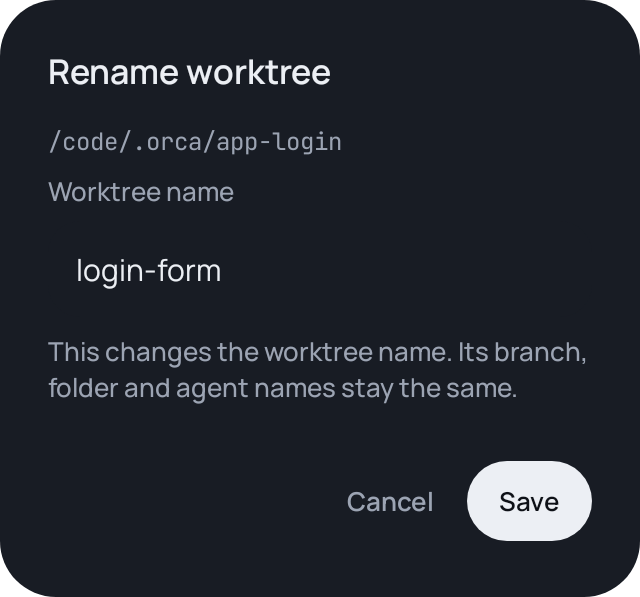 Rename worktree
/code/.orca/app-login
Worktree name
login-form
This changes the worktree name. Its branch,
folder and agent names stay the same.
Cancel
Save